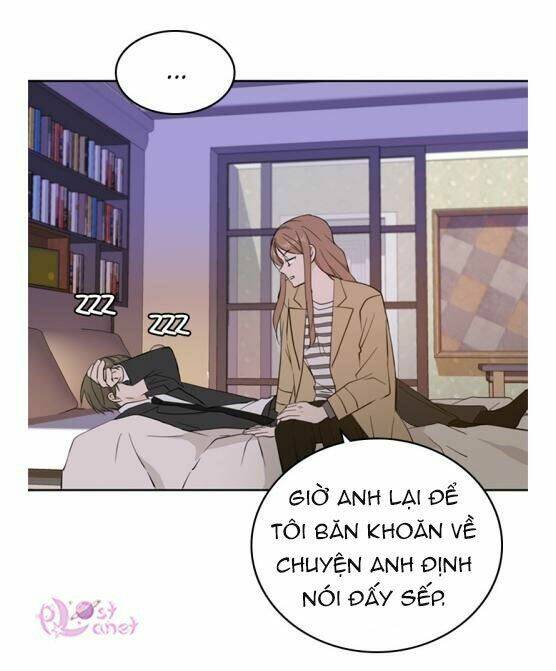 ...
ZZZ
ZZZ
GIỜ ANH LẠI ĐỂ
TÔI BĂN KHOĂN VỀ
CHUYỆN ANH ĐỊNH
NÓI ĐẤY SẾP.
Lost
Planet